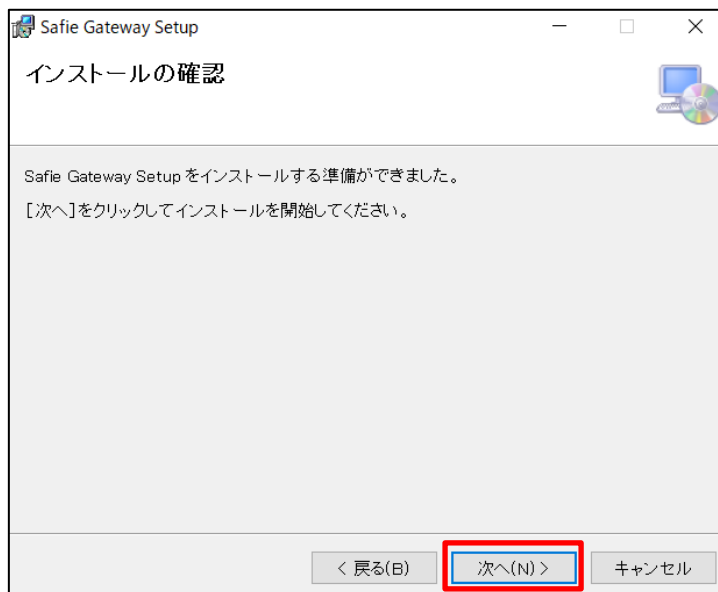 Safie Gateway Setup
インストールの確認
Safie Gateway Setup をインストールする準備ができました。
[次へ]をクリックしてインストールを開始してください。
< 戻る(B)
次へ(N) >
キャンセル